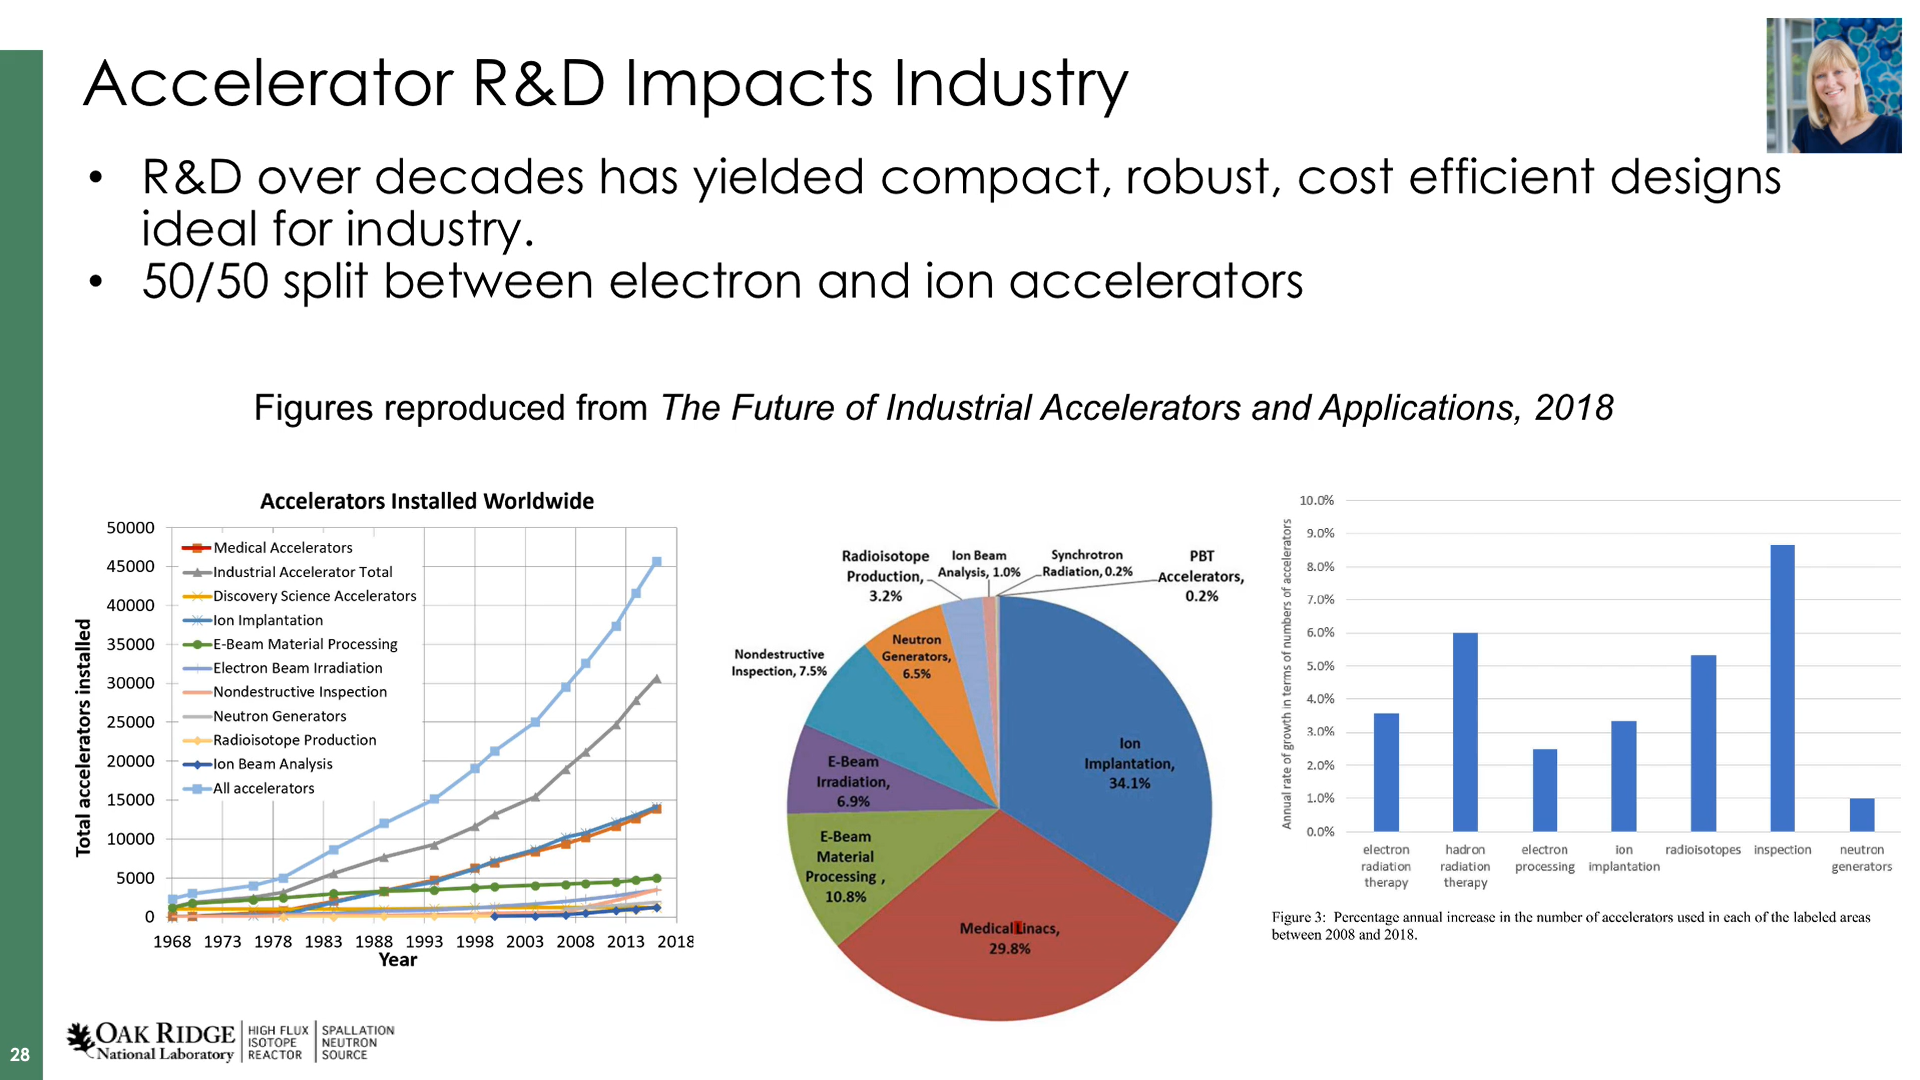 Accelerator R&D Impacts Industry
• R&D over decades has yielded compact, robust, cost efficient designs
ideal for industry.
• 50/50 split between electron and ion accelerators
Figures reproduced from The Future of Industrial Accelerators and Applications, 2018
Accelerators Installed Worldwide
Total accelerators installed
50000
45000
40000
35000
30000
25000
20000
15000
10000
5000
0
Medical Accelerators
Industrial Accelerator Total
Discovery Science Accelerators
Ion Implantation
E-Beam Material Processing
Electron Beam Irradiation
Nondestructive Inspection
Neutron Generators
Radioisotope Production
Ion Beam Analysis
All accelerators
1968 1973 1978 1983 1988 1993 1998 2003 2008 2013 2018
Year
Radioisotope
Production,
3.2%
Ion Beam
Analysis, 1.0%
Synchrotron
Radiation, 0.2%
PBT
Accelerators,
0.2%
Neutron
Generators,
6.5%
Nondestructive
Inspection, 7.5%
E-Beam
Irradiation,
6.9%
E-Beam
Material
Processing ,
10.8%
Ion
Implantation,
34.1%
Medical Linacs,
29.8%
Annual rate of growth in terms of numbers of accelerators
10.0%
9.0%
8.0%
7.0%
6.0%
5.0%
4.0%
3.0%
2.0%
1.0%
0.0%
electron
radiation
therapy
hadron
radiation
therapy
electron
processing
ion
implantation
radioisotopes
inspection
neutron
generators
Figure 3: Percentage annual increase in the number of accelerators used in each of the labeled areas
between 2008 and 2018.
28
OAK RIDGE
National Laboratory
HIGH FLUX
ISOTOPE
REACTOR
SPALLATION
NEUTRON
SOURCE